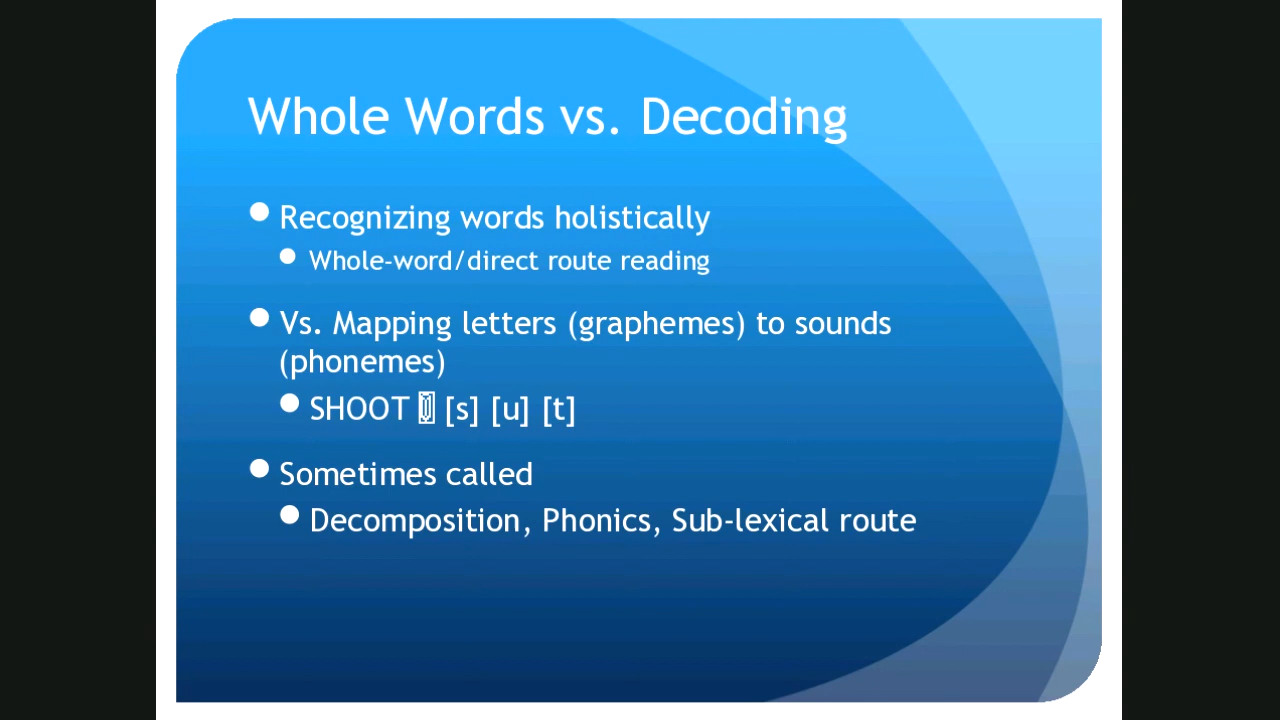 Whole Words vs. Decoding
Recognizing words holistically
Whole-word/direct route reading
Vs. Mapping letters (graphemes) to sounds
(phonemes)
SHOOT [s] [u] [t]
Sometimes called
Decomposition, Phonics, Sub-lexical route